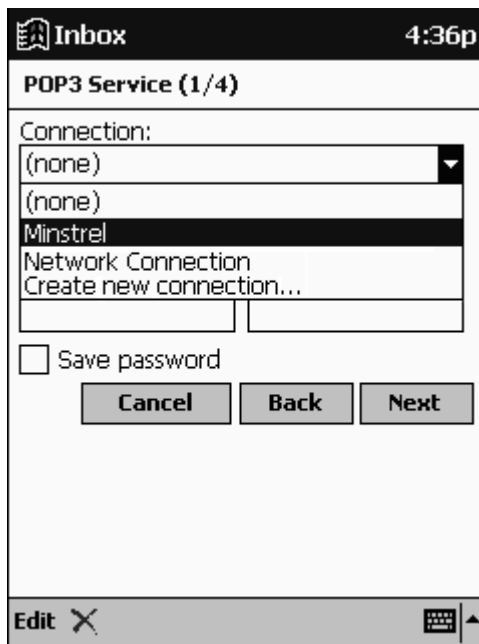 Inbox 4:36p
POP3 Service (1/4)
Connection:
(none)
(none)
Minstrel
Network Connection
Create new connection...
Save password
Cancel Back Next
Edit